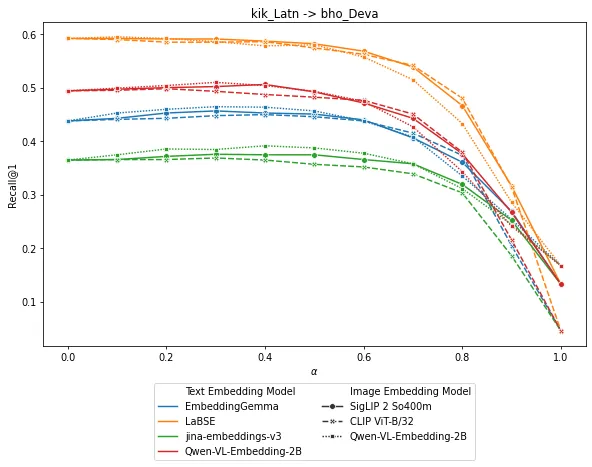 kik_Latn -> bho_Deva
Recall@1
0.6
0.5
0.4
0.3
0.2
0.1
0.0 0.2 0.4 0.6 0.8 1.0
α
Text Embedding Model Image Embedding Model
EmbeddingGemma SigLIP 2 So400m
LaBSE CLIP ViT-B/32
jina-embeddings-v3 Qwen-VL-Embedding-2B
Qwen-VL-Embedding-2B